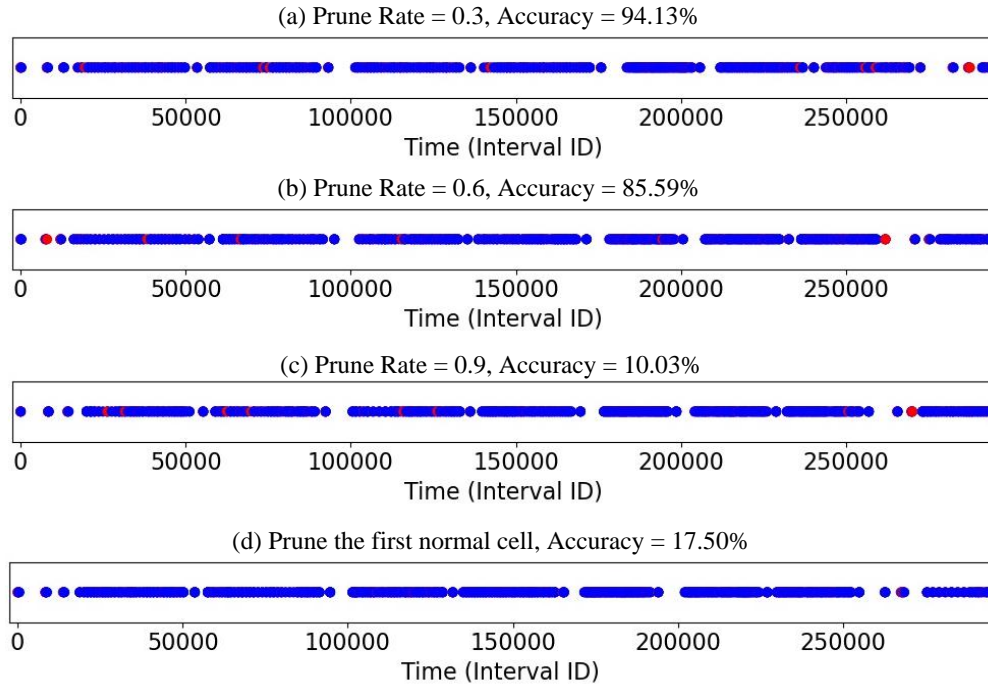 (a) Prune Rate = 0.3, Accuracy = 94.13%
0 50000 100000 150000 200000 250000
Time (Interval ID)
(b) Prune Rate = 0.6, Accuracy = 85.59%
0 50000 100000 150000 200000 250000
Time (Interval ID)
(c) Prune Rate = 0.9, Accuracy = 10.03%
0 50000 100000 150000 200000 250000
Time (Interval ID)
(d) Prune the first normal cell, Accuracy = 17.50%
0 50000 100000 150000 200000 250000
Time (Interval ID)